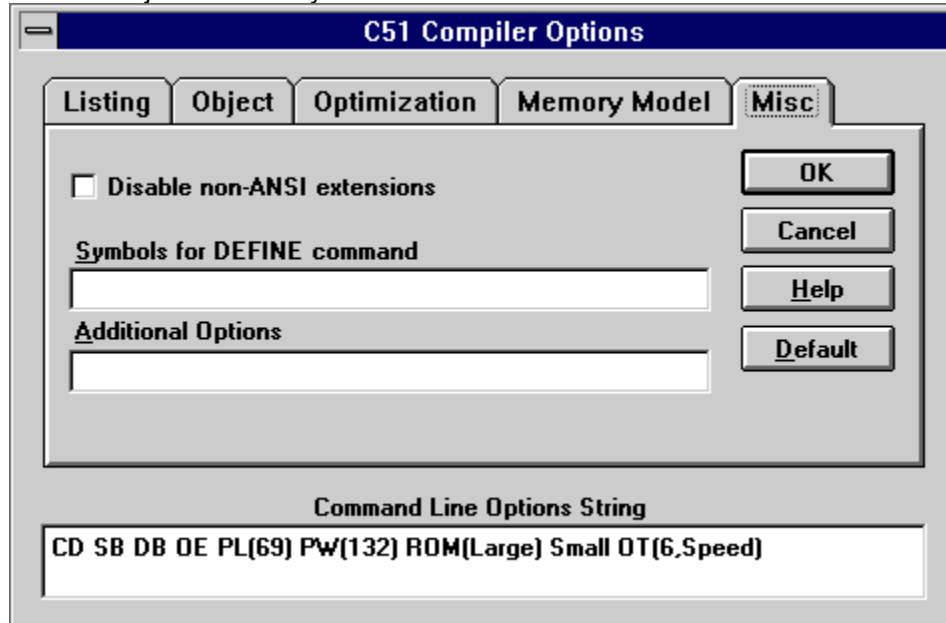 C51 Compiler Options
Listing Object Optimization Memory Model Misc
Disable non-ANSI extensions
OK
Symbols for DEFINE command
Cancel
Help
Additional Options
Default
Command Line Options String
CD SB DB OE PL(69) PW(132) ROM(Large) Small OT(6,Speed)